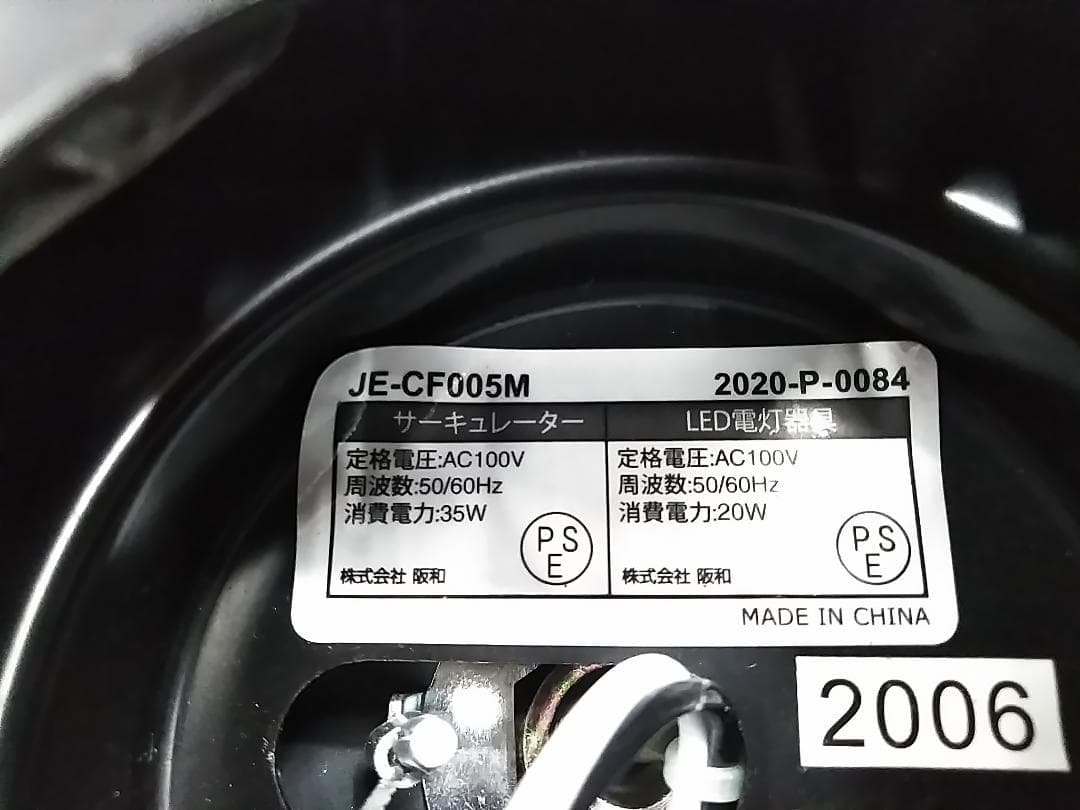 JE-CF005M 2020-P-0084
サーキュレーター LED電灯器具
定格電圧:AC100V 定格電圧:AC100V
周波数:50/60Hz 周波数:50/60Hz
消費電力:35W 消費電力:20W
PSE PSE
株式会社 阪和 株式会社 阪和
MADE IN CHINA
2006